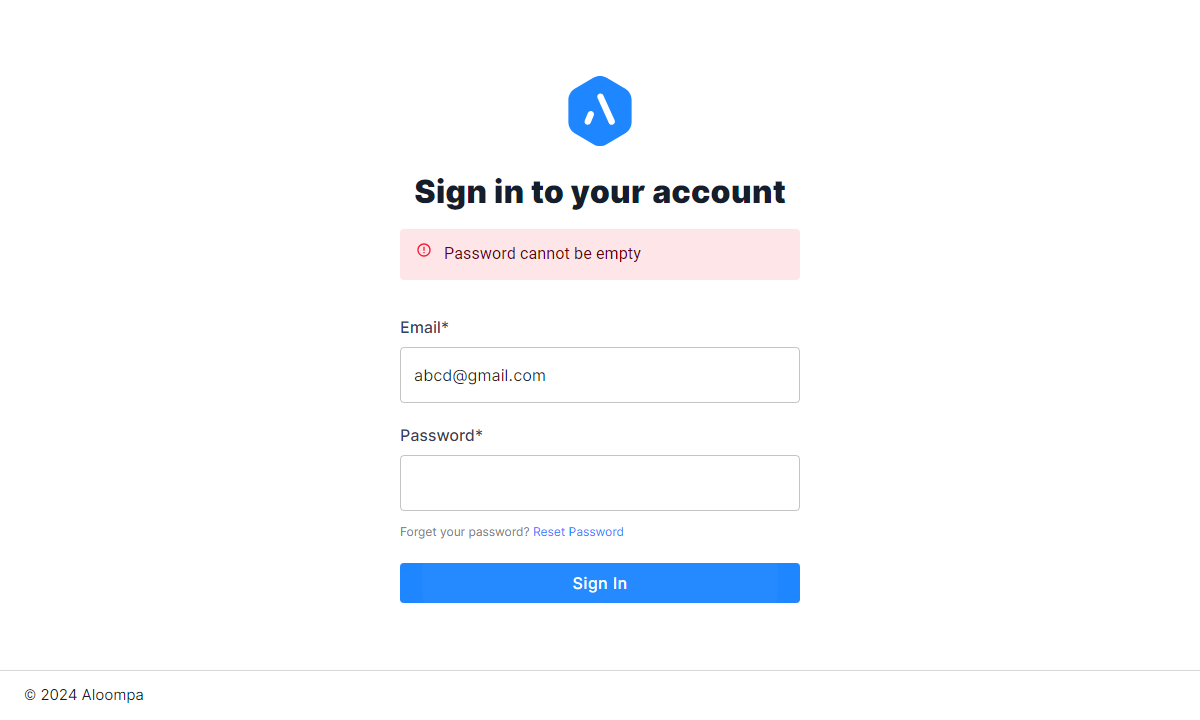 Sign in to your account
Password cannot be empty
Email*
abcd@gmail.com
Password*
Forget your password? Reset Password
Sign In
© 2024 Aloompa